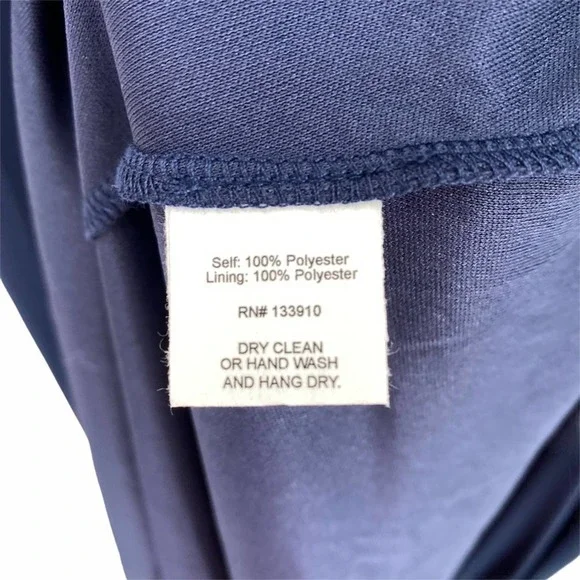 Self: 100% Polyester
Lining: 100% Polyester
RN# 133910
DRY CLEAN
OR HAND WASH
AND HANG DRY.